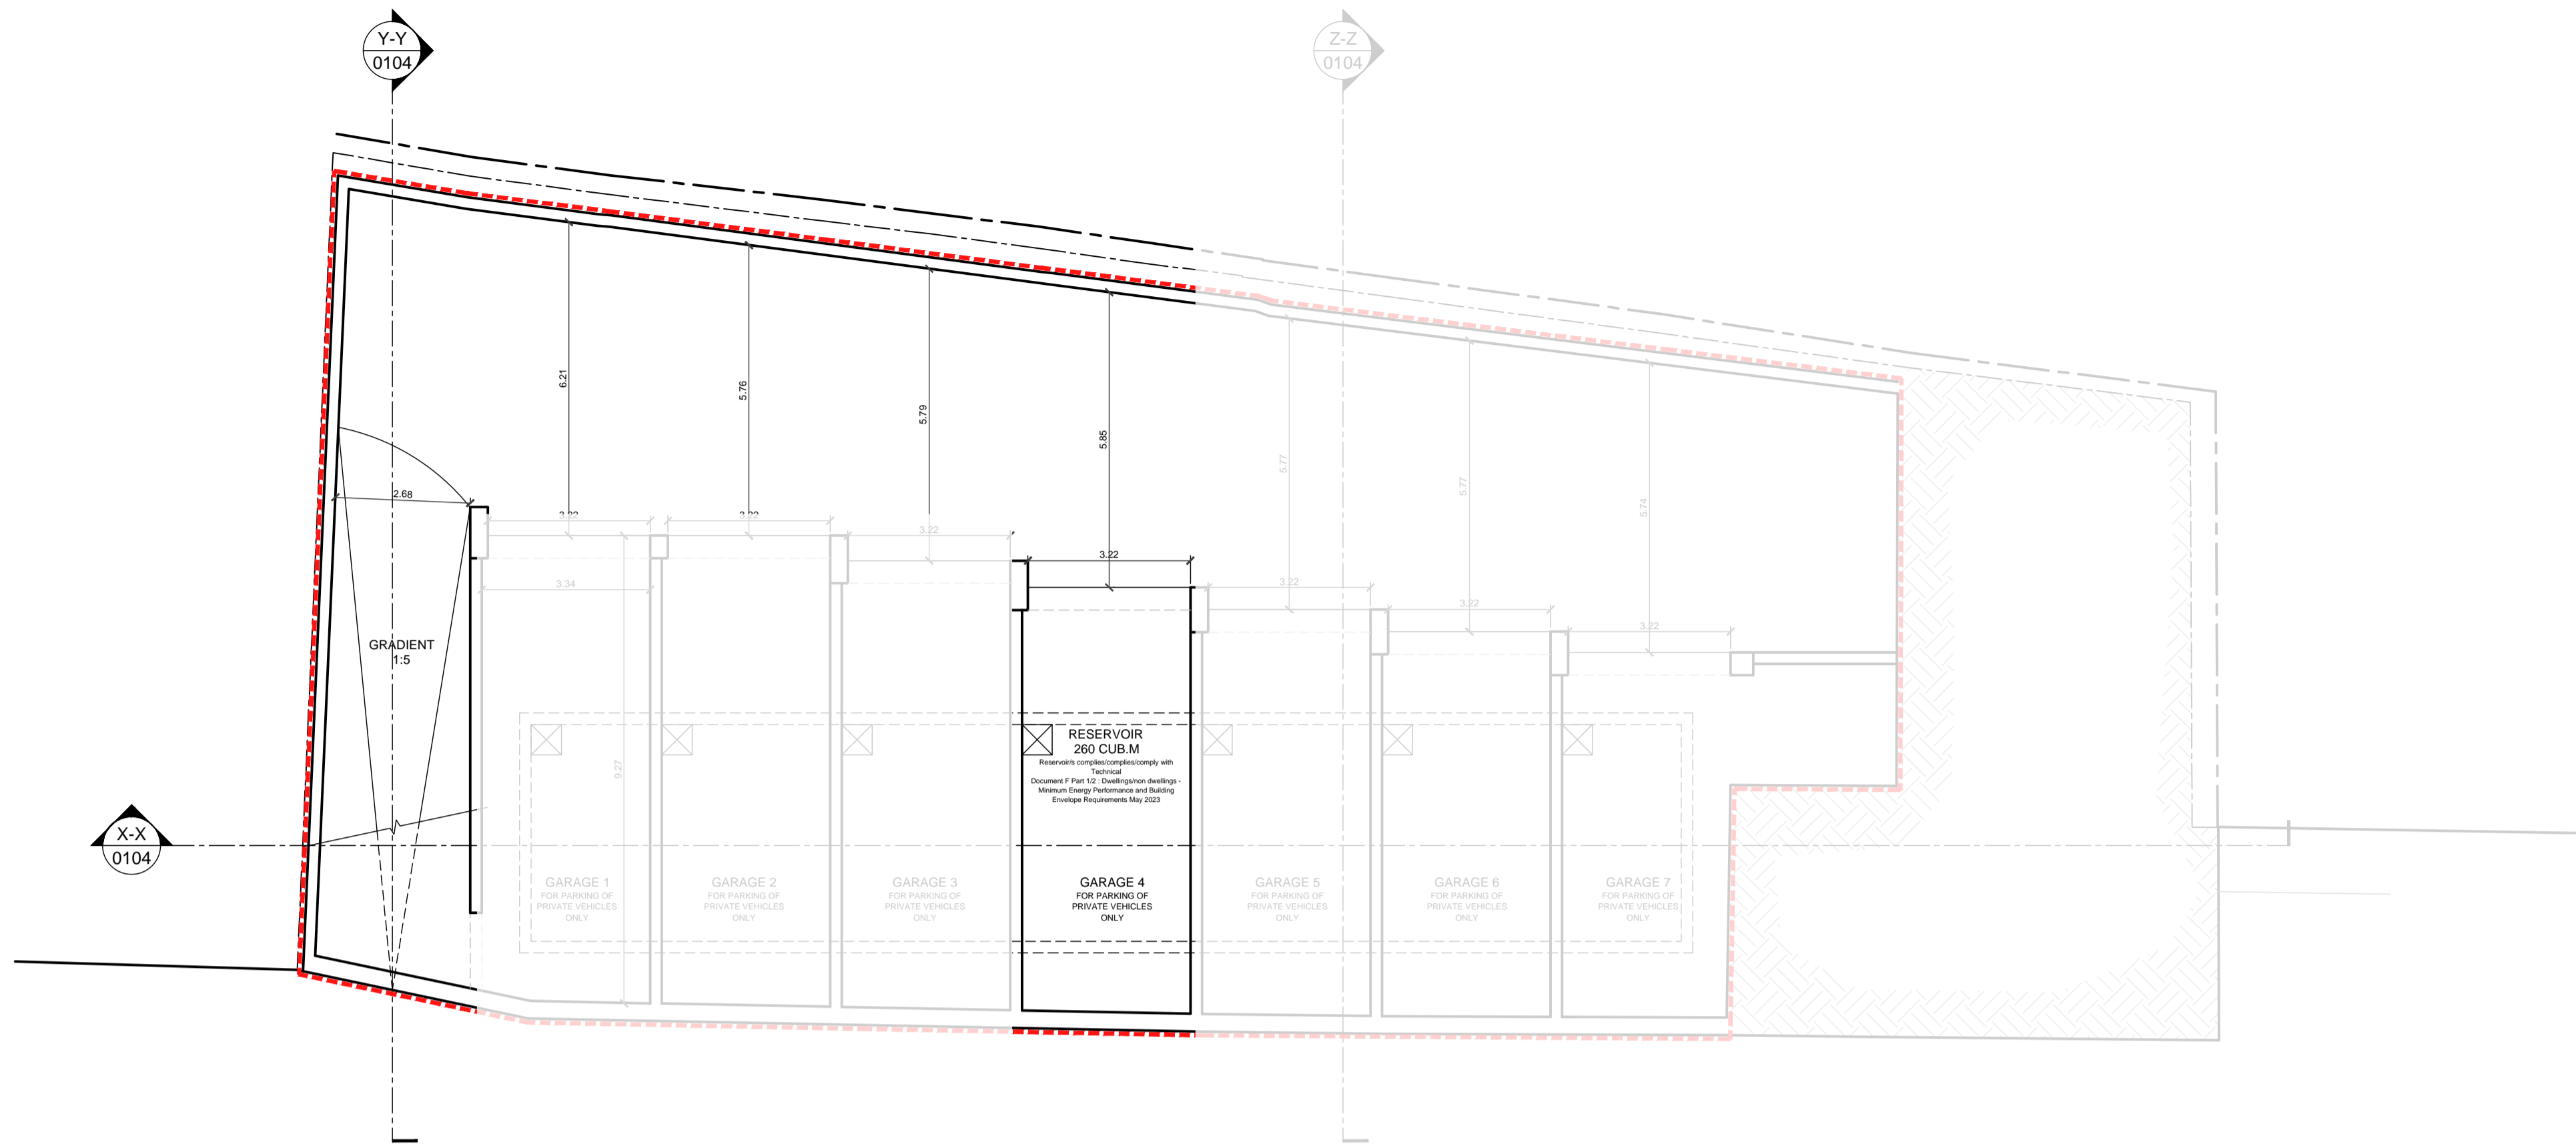 Y-Y
0104
Z-Z
0104
6.21
5.76
5.79
5.85
5.77
5.77
5.74
2.68
3.22
3.22
3.22
3.22
3.22
3.22
3.22
3.34
GRADIENT
1:5
9.27
RESERVOIR
260 CUB.M
Reservoir/s complies/complies/comply with
Technical
Document F Part 1/2 : Dwellings/non dwellings -
Minimum Energy Performance and Building
Envelope Requirements May 2023
X-X
0104
GARAGE 1
FOR PARKING OF
PRIVATE VEHICLES
ONLY
GARAGE 2
FOR PARKING OF
PRIVATE VEHICLES
ONLY
GARAGE 3
FOR PARKING OF
PRIVATE VEHICLES
ONLY
GARAGE 4
FOR PARKING OF
PRIVATE VEHICLES
ONLY
GARAGE 5
FOR PARKING OF
PRIVATE VEHICLES
ONLY
GARAGE 6
FOR PARKING OF
PRIVATE VEHICLES
ONLY
GARAGE 7
FOR PARKING OF
PRIVATE VEHICLES
ONLY